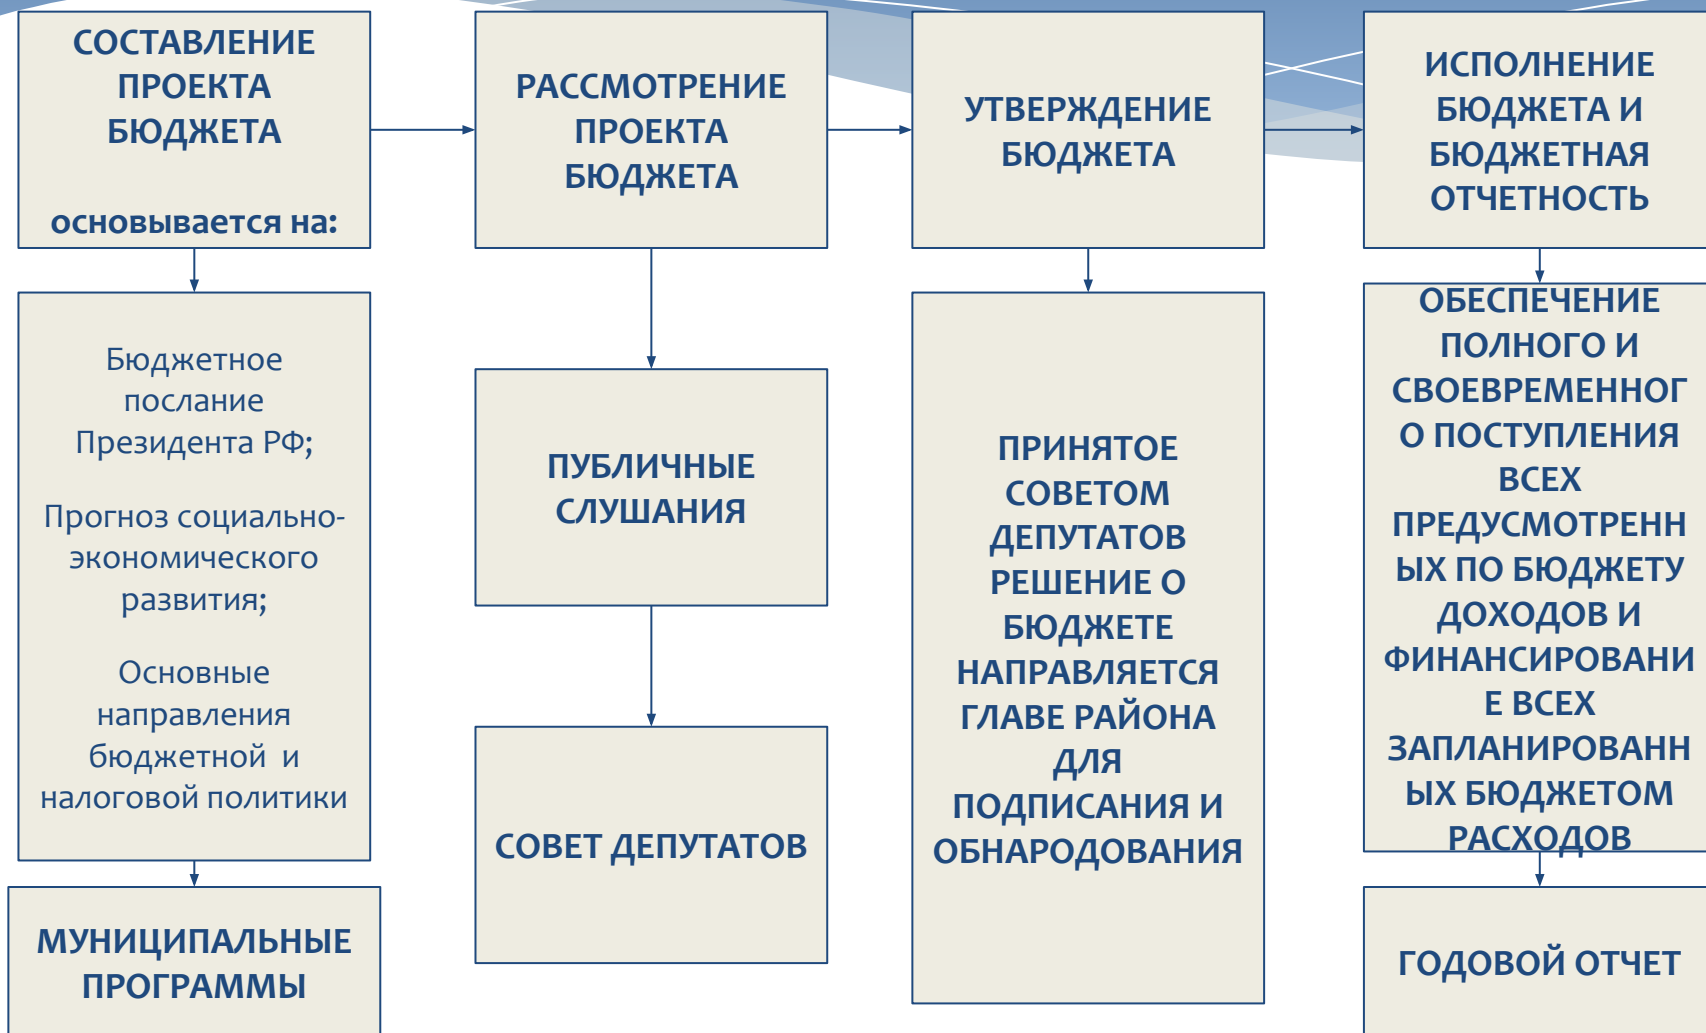 СОСТАВЛЕНИЕ
ПРОЕКТА
БЮДЖЕТА
основывается на:
Бюджетное
послание
Президента РФ;
Прогноз социально-
экономического
развития;
Основные
направления
бюджетной и
налоговой политики
МУНИЦИПАЛЬНЫЕ
ПРОГРАММЫ
РАССМОТРЕНИЕ
ПРОЕКТА
БЮДЖЕТА
ПУБЛИЧНЫЕ
СЛУШАНИЯ
СОВЕТ ДЕПУТАТОВ
УТВЕРЖДЕНИЕ
БЮДЖЕТА
ПРИНЯТОЕ
СОВЕТОМ
ДЕПУТАТОВ
РЕШЕНИЕ О
БЮДЖЕТЕ
НАПРАВЛЯЕТСЯ
ГЛАВЕ РАЙОНА
ДЛЯ
ПОДПИСАНИЯ И
ОБНАРОДОВАНИЯ
ИСПОЛНЕНИЕ
БЮДЖЕТА И
БЮДЖЕТНАЯ
ОТЧЕТНОСТЬ
ОБЕСПЕЧЕНИЕ
ПОЛНОГО И
СВОЕВРЕМЕННОГ
О ПОСТУПЛЕНИЯ
ВСЕХ
ПРЕДУСМОТРЕНН
ЫХ ПО БЮДЖЕТУ
ДОХОДОВ И
ФИНАНСИРОВАНИ
Е ВСЕХ
ЗАПЛАНИРОВАНН
ЫХ БЮДЖЕТОМ
РАСХОДОВ
ГОДОВОЙ ОТЧЕТ